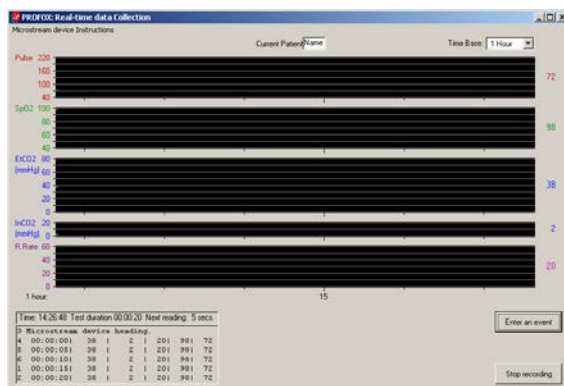 PROFOX: Real-time data Collection
Microstream device Instructions
Current Patient Name Time Base: 1 Hour
Pulse 220
160
100
40
72
SpO2 100
80
60
40
98
EtCO2 80
(mmHg) 60
40
20
0
38
InCO2 20
(mmHg) 0
2
R.Rate 60
40
20
0
20
1 hour: 15
Time: 14:26:48 Test duration 00:00:20 Next reading: 5 secs.
3 Microstream device heading.
4 00:00:00| 38 | 2 | 20| 98| 72
5 00:00:05| 38 | 2 | 20| 98| 72
6 00:00:10| 38 | 2 | 20| 98| 72
1 00:00:15| 38 | 2 | 20| 98| 72
2 00:00:20| 38 | 2 | 20| 98| 72
Enter an event
Stop recording